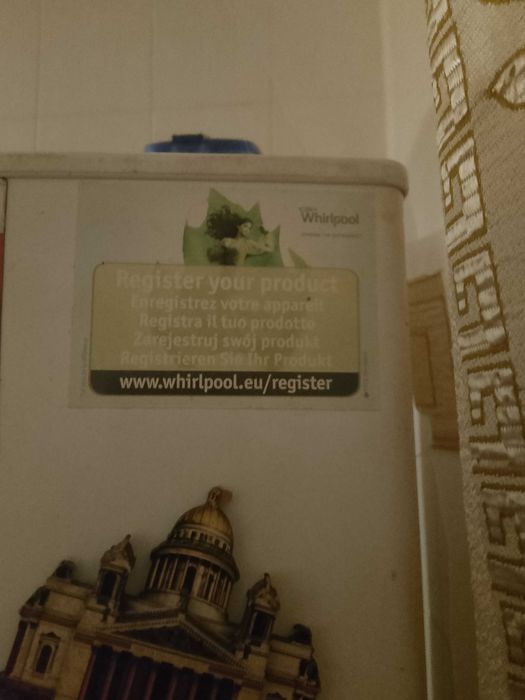 Whirlpool
Register your product
Enregistrez votre appareil
Registra il tuo prodotto
Zarejestruj swój produkt
Registrieren Sie Ihr Produkt
www.whirlpool.eu/register